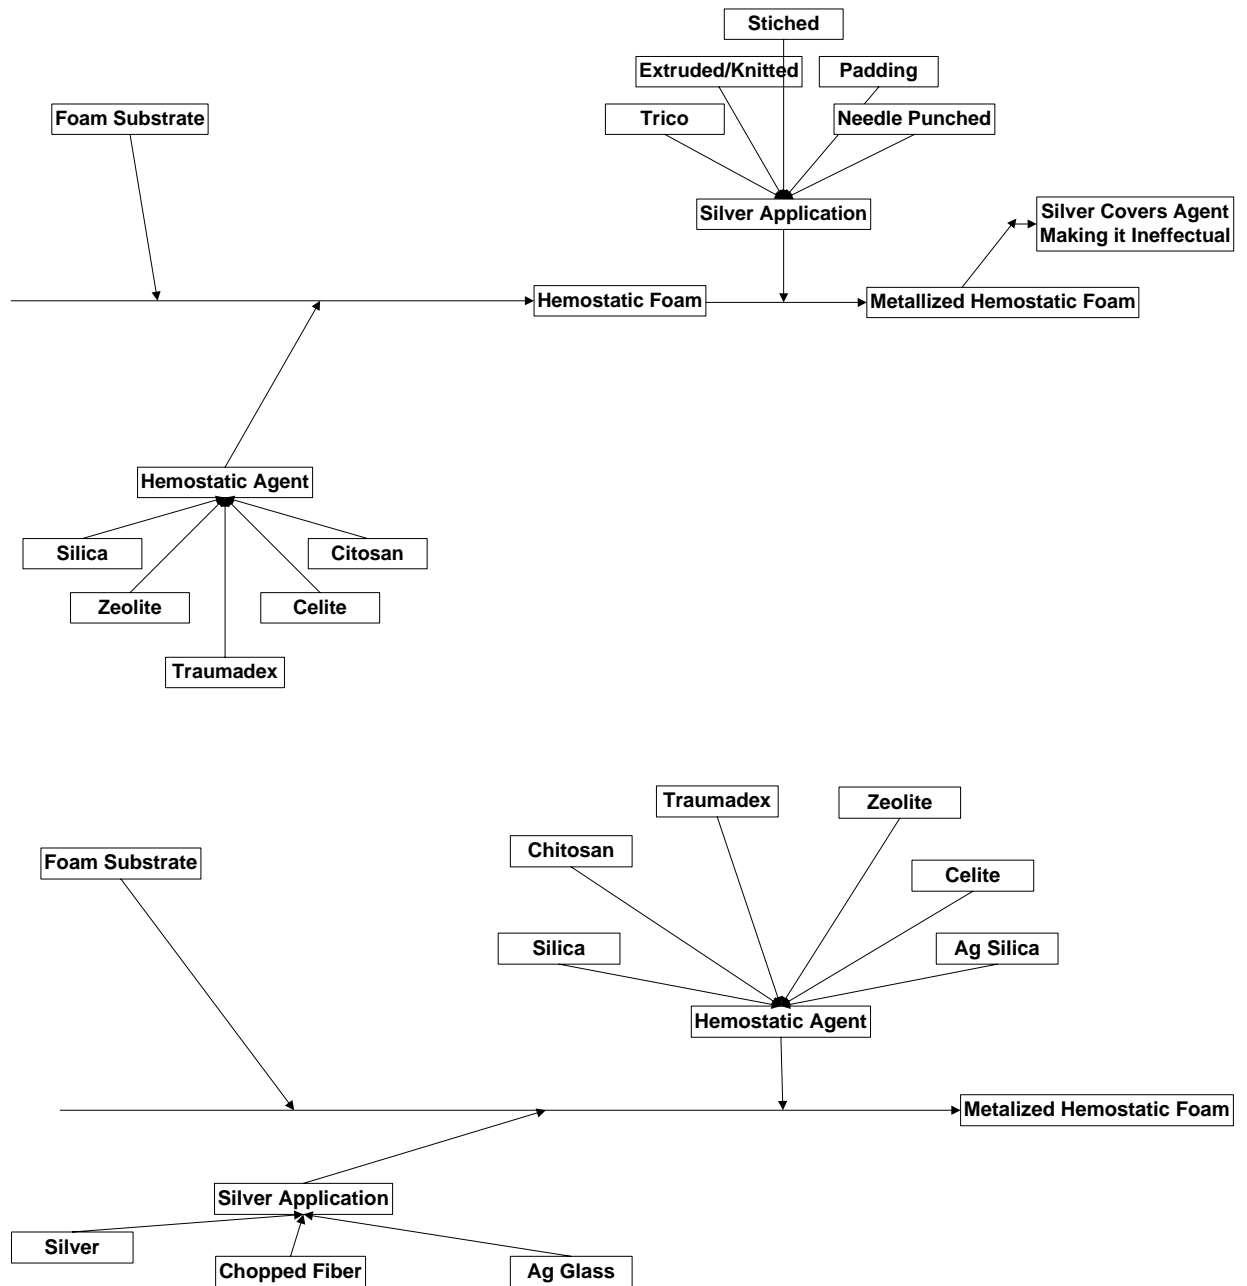 Stiched
Extruded/Knitted
Padding
Foam Substrate
Trico
Needle Punched
Silver Application
Silver Covers Agent
Making it Ineffectual
Hemostatic Foam
Metallized Hemostatic Foam
Hemostatic Agent
Silica
Citosan
Zeolite
Celite
Traumadex
Traumadex
Zeolite
Chitosan
Foam Substrate
Celite
Silica
Ag Silica
Hemostatic Agent
Metalized Hemostatic Foam
Silver Application
Silver
Chopped Fiber
Ag Glass